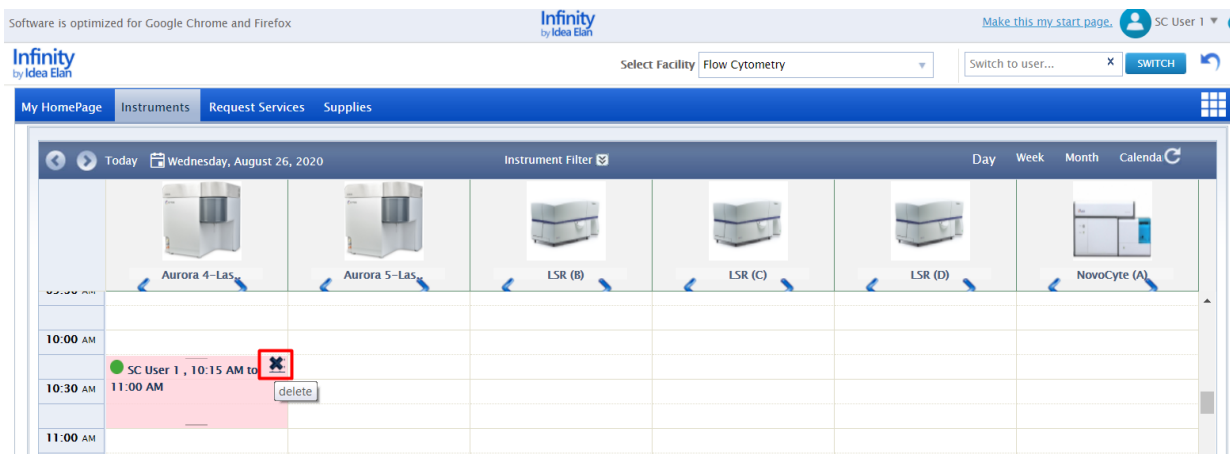 Software is optimized for Google Chrome and Firefox
Infinity
by Idea Elan
Make this my start page.
SC User 1
Infinity
by Idea Elan
Select Facility
Flow Cytometry
Switch to user...
x
SWITCH
My HomePage
Instruments
Request Services
Supplies
Today
Wednesday, August 26, 2020
Instrument Filter
Day
Week
Month
Calenda
Aurora 4-Las..
Aurora 5-Las..
LSR (B)
LSR (C)
LSR (D)
NovoCyte (A)
10:00 AM
SC User 1 , 10:15 AM to
11:00 AM
delete
10:30 AM
11:00 AM